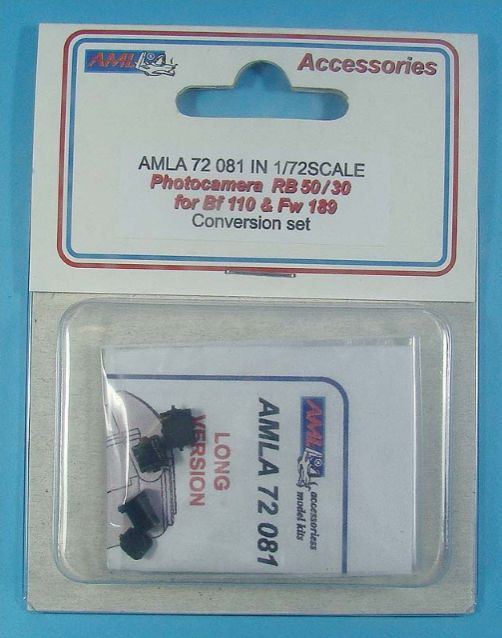 AML
Accessories
AMLA 72 081 IN 1/72SCALE
Photocamera RB 50/30
for Bf 110 & Fw 189
Conversion set
AML
accessoriess
model kits
AMLA 72 081
LONG
VERSION